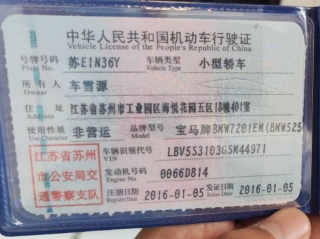 中华人民共和国机动车行驶证
Vehicle License of the People's Republic of China
号牌号码 苏E1N36Y 车辆类型 小型轿车
Plate No. Vehicle Type
所有人 车雪源
Owner
住址 江苏省苏州市工业园区海悦花园五区18幢401室
Address
使用性质 非营运 品牌型号 宝马牌BMW7201EM(BMW525
Use Character Model
江苏省苏州市公安局交通警察支队
车辆识别代号 LBV5S3103GSM44971
VIN
发动机号码 0066D814
Engine No.
注册日期 2016-01-05 发证日期 2016-01-05
Register Date Issue Date